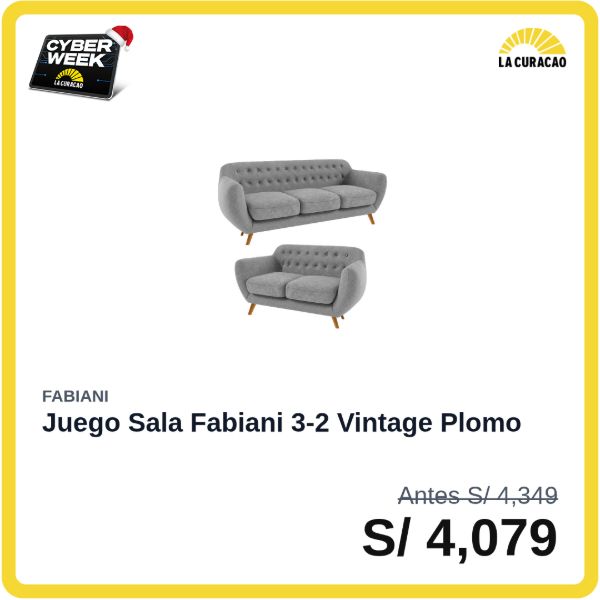 CYBER
WEEK
LA CURACAO
LA CURACAO
FABIANI
Juego Sala Fabiani 3-2 Vintage Plomo
Antes S/ 4,349
S/ 4,079